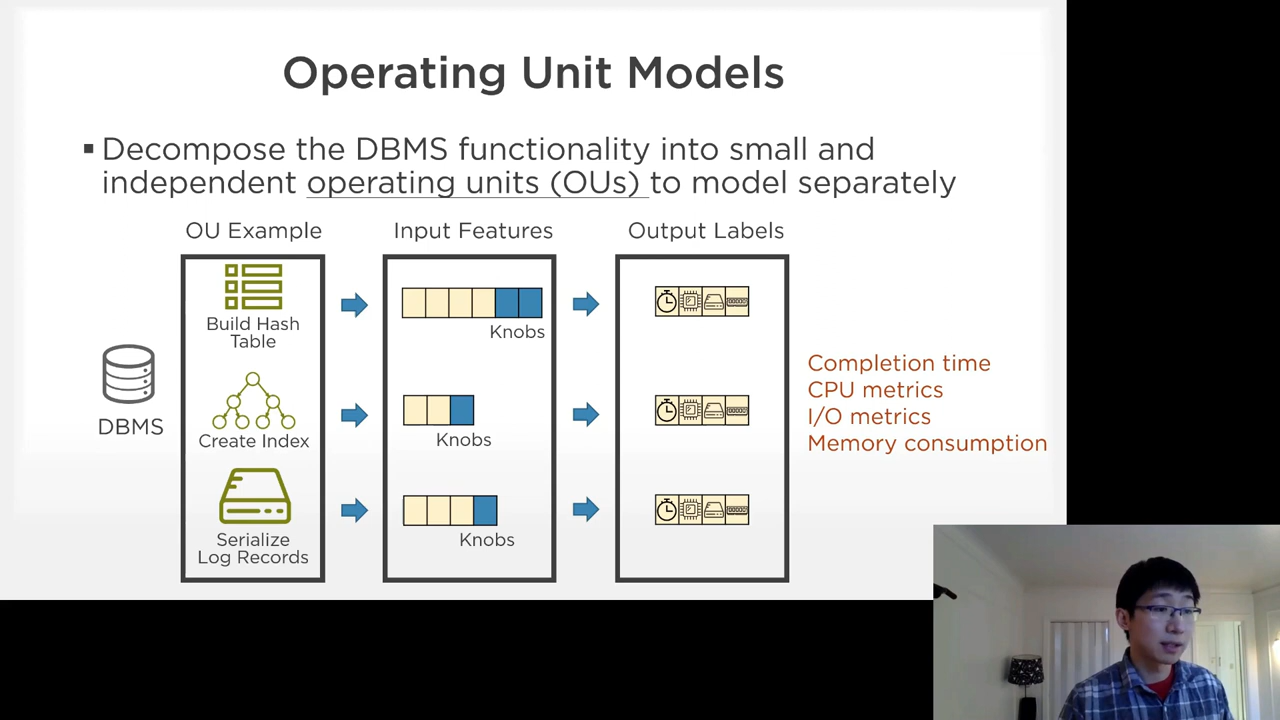 Operating Unit Models
▪ Decompose the DBMS functionality into small and
independent operating units (OUs) to model separately
OU Example
Input Features
Output Labels
Build Hash
Table
Knobs
Completion time
CPU metrics
I/O metrics
Memory consumption
DBMS
Create Index
Knobs
Serialize
Log Records
Knobs